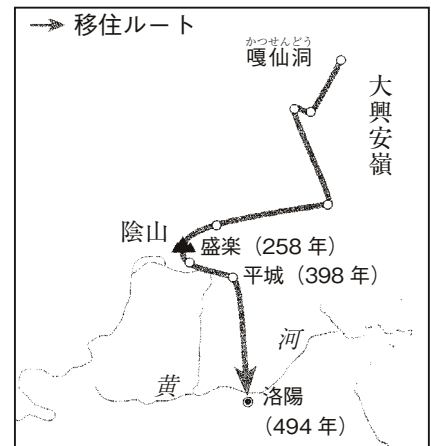 移住ルート
かつせんどう
嘎仙洞
大興安嶺
陰山
盛楽（258 年）
平城（398 年）
河
黄
洛陽
（494 年）